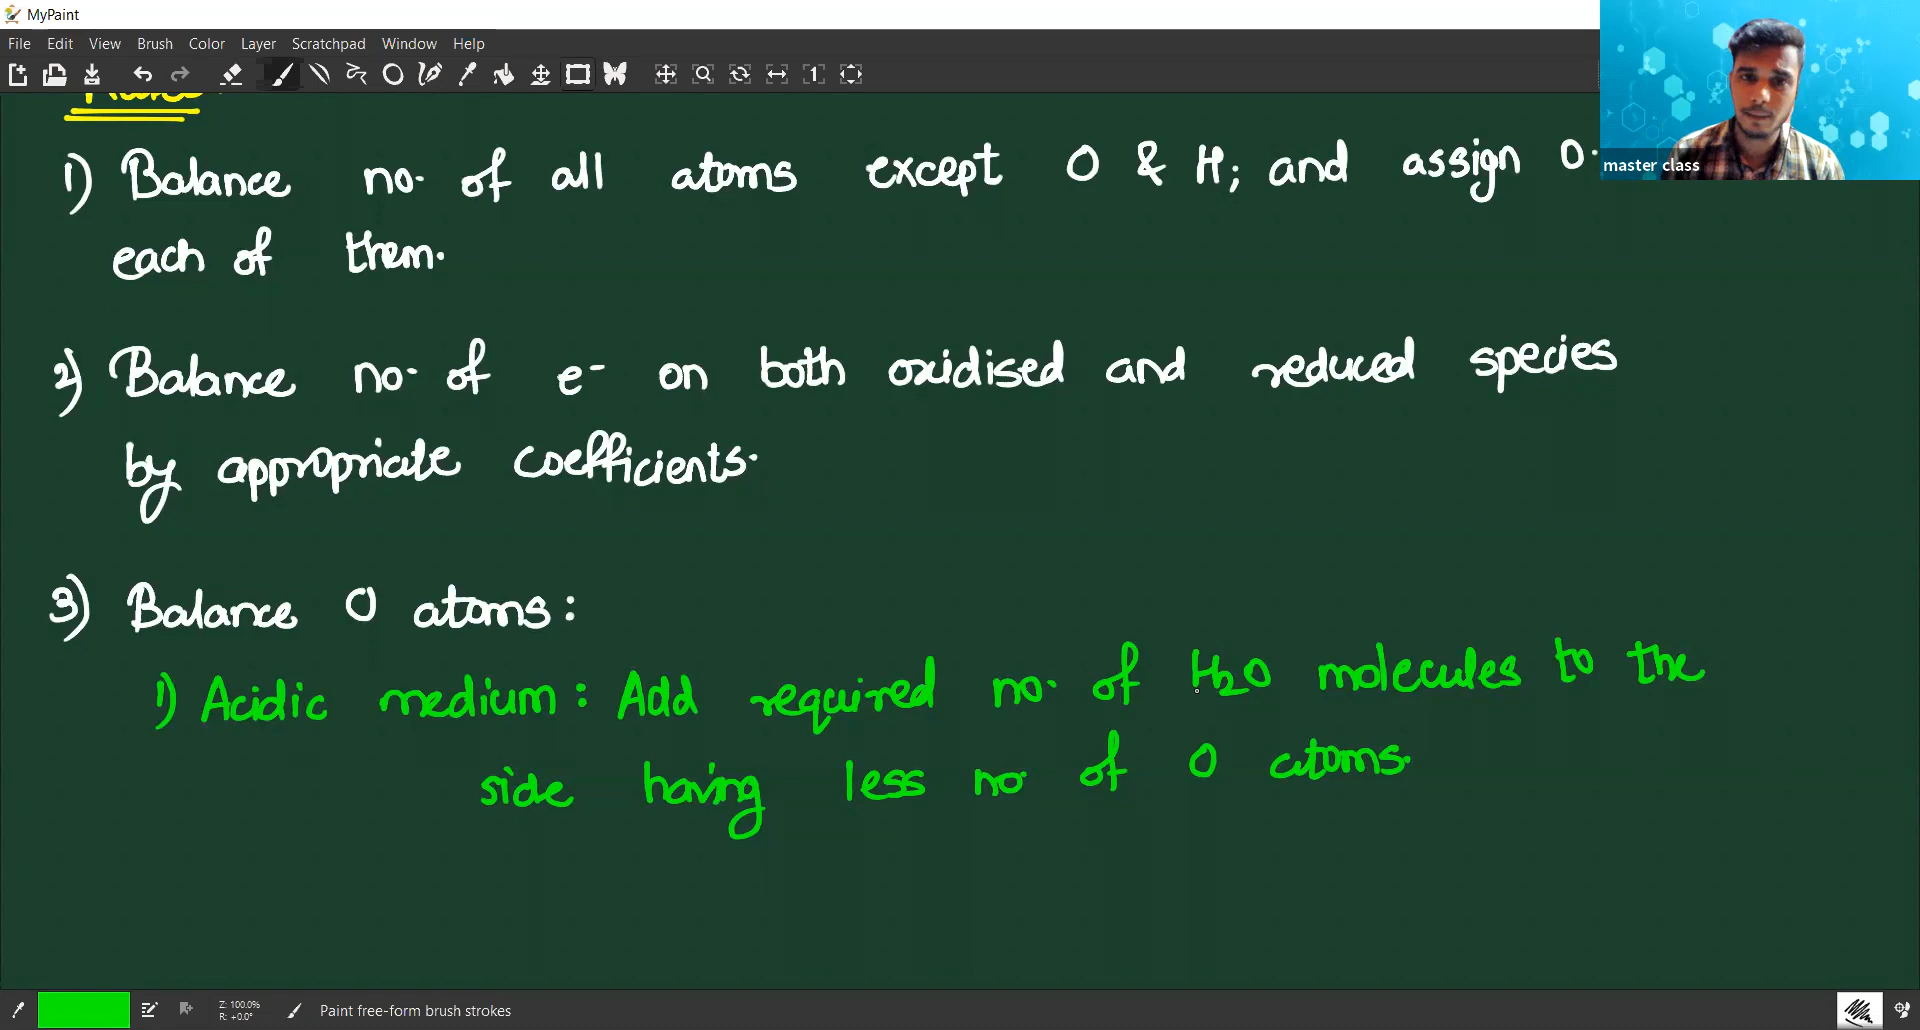 MyPaint
File Edit View Brush Color Layer Scratchpad Window Help
1) Balance no. of all atoms except O & H; and assign O.
each of them.
2) Balance no. of e- on both oxidised and reduced species
by appropriate coefficients.
3) Balance O atoms:
1) Acidic medium: Add required no. of H2O molecules to the
side having less no of O atoms.
master class
Z: 100.0%
R: +0.0°
Paint free-form brush strokes